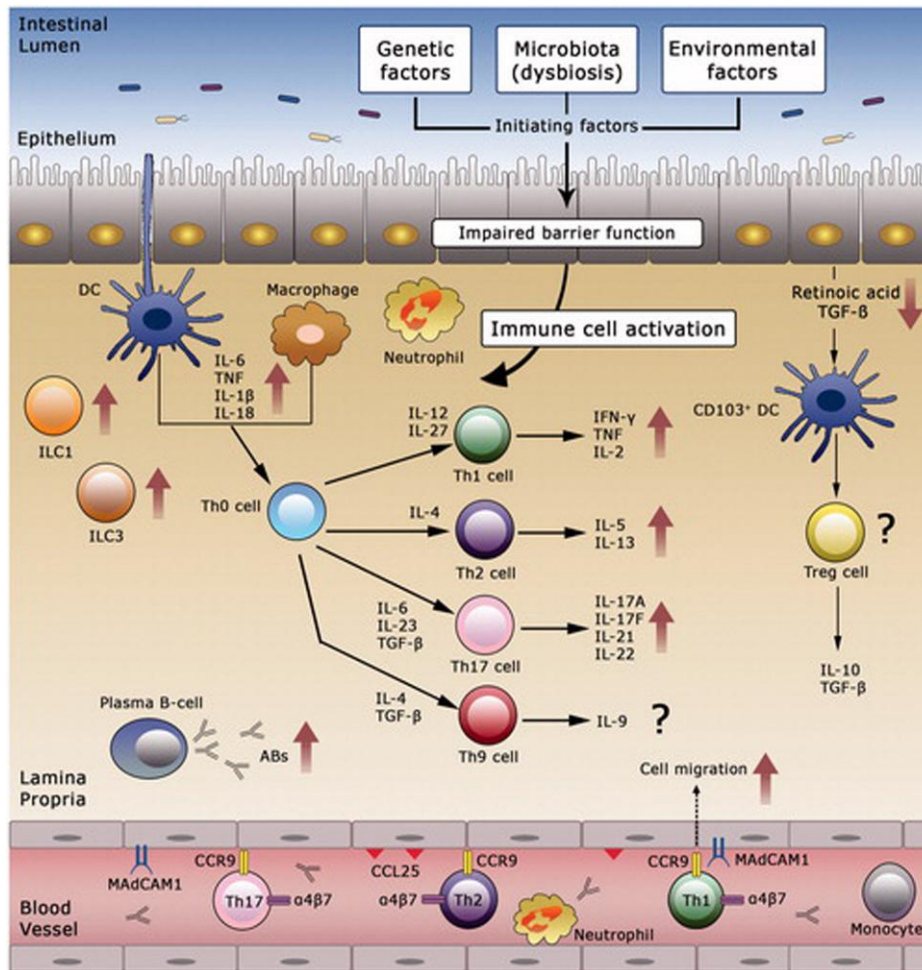 Intestinal
Lumen
Genetic
factors
Microbiota
(dysbiosis)
Environmental
factors
Initiating factors
Epithelium
Impaired barrier function
Immune cell activation
DC
Macrophage
Neutrophil
Retinoic acid
TGF-β
IL-6
TNF
IL-1β
IL-18
CD103⁺ DC
ILC1
ILC3
Th0 cell
IL-12
IL-27
Th1 cell
IFN-γ
TNF
IL-2
IL-4
Th2 cell
IL-5
IL-13
Treg cell
?
IL-6
IL-23
TGF-β
Th17 cell
IL-17A
IL-17F
IL-21
IL-22
IL-10
TGF-β
IL-4
TGF-β
Th9 cell
IL-9
?
Plasma B-cell
ABs
Cell migration
Lamina
Propria
MAdCAM1
CCR9
Th17
α4β7
CCL25
α4β7
CCR9
Th2
Neutrophil
CCR9
Th1
MAdCAM1
α4β7
Monocyte
Blood
Vessel